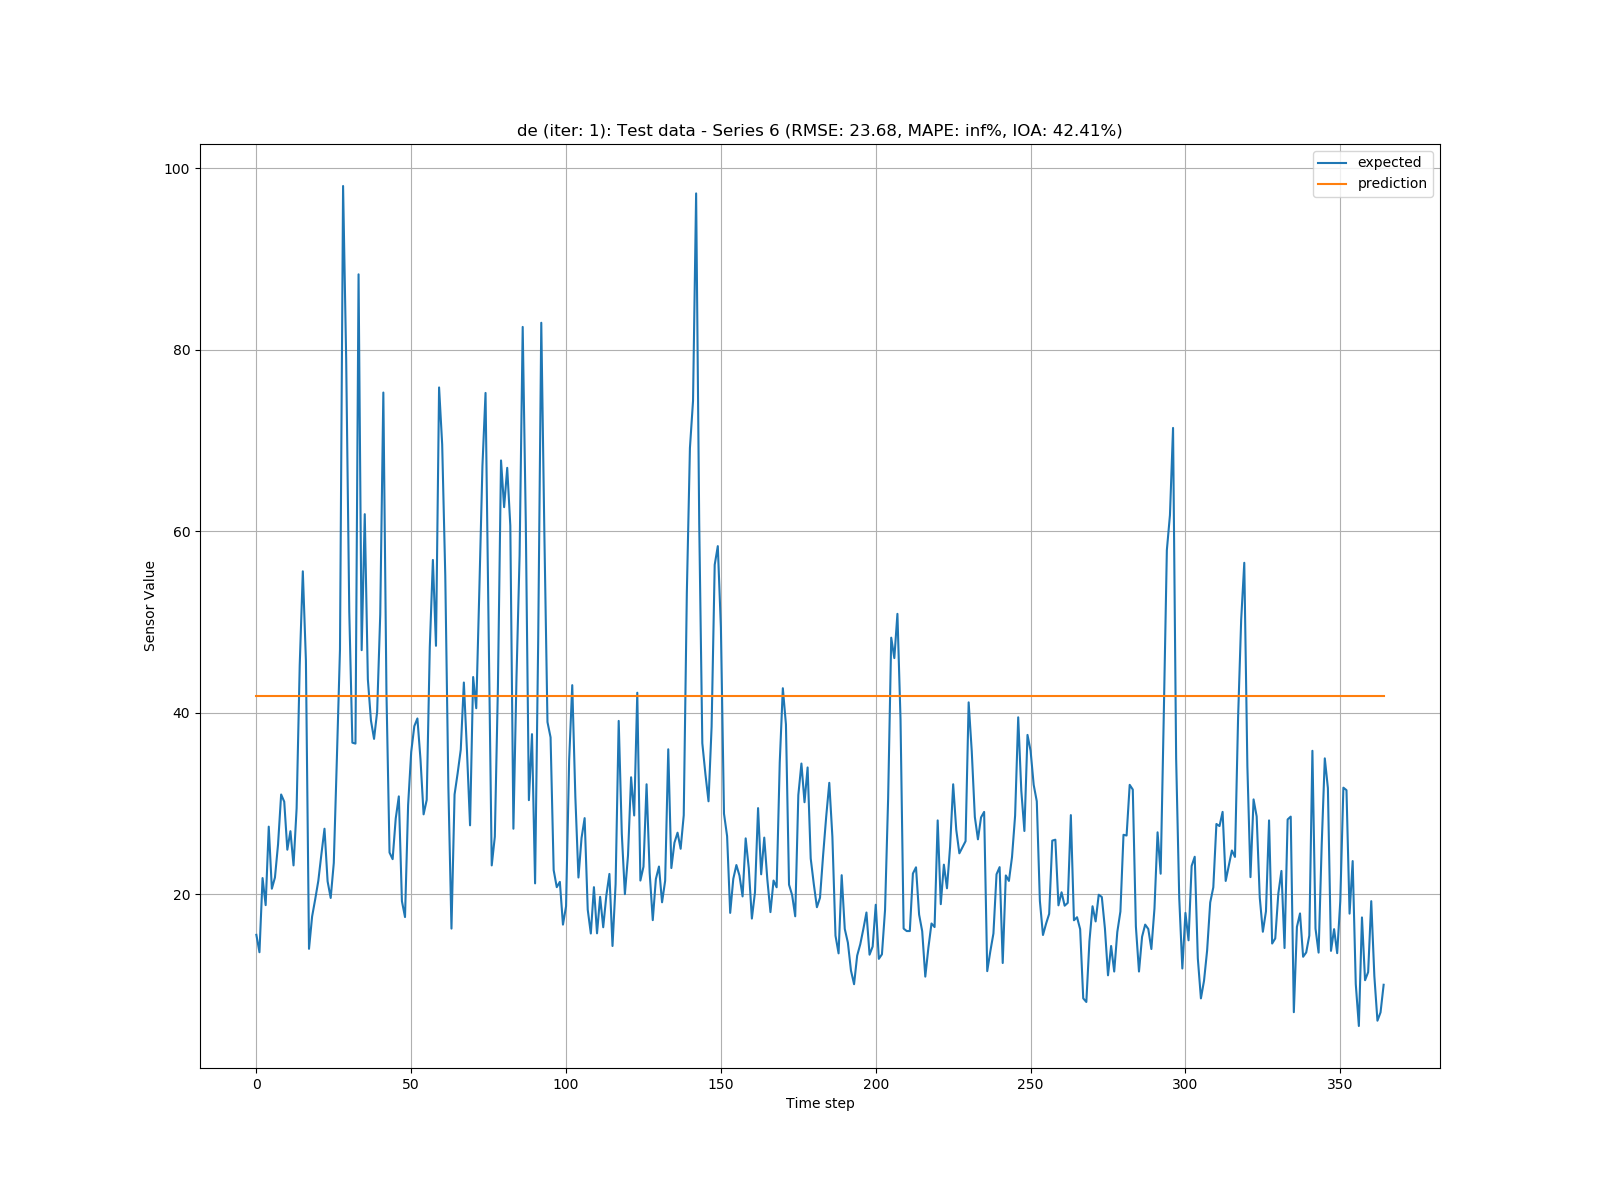 de (iter: 1): Test data - Series 6 (RMSE: 23.68, MAPE: inf%, IOA: 42.41%)
expected
prediction
100
80
60
40
20
Sensor Value
0 50 100 150 200 250 300 350
Time step